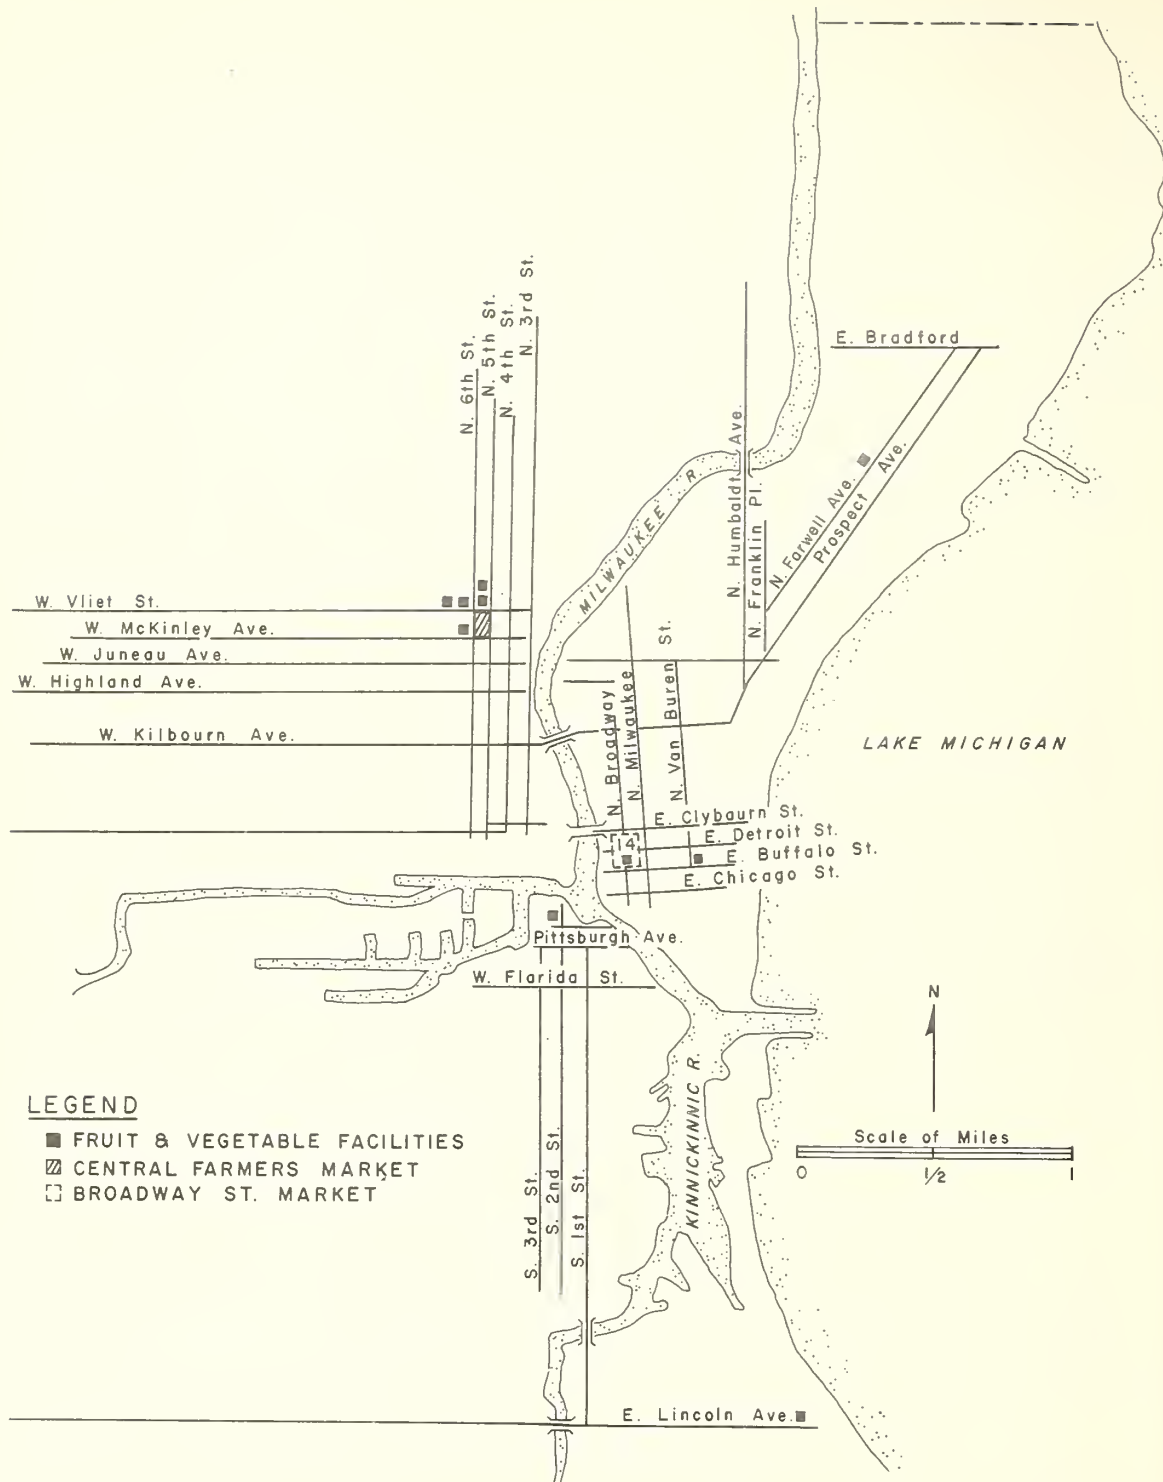 N. 6th St.
N. 5th St.
N. 4th St.
N. 3rd St.
E. Bradford
MILWAUKEE R.
N. Humbaldt Ave.
N. Franklin Pl.
N. Farwell Ave.
Prospect Ave.
W. Vliet St.
W. McKinley Ave.
W. Juneau Ave.
W. Highland Ave.
W. Kilbourn Ave.
N. Broadway
N. Milwaukee
N. Van Buren St.
LAKE MICHIGAN
E. Clybaurn St.
E. Detroit St.
14
E. Buffalo St.
E. Chicago St.
Pittsburgh Ave.
W. Flarida St.
N
KINNICKINNIC R.
LEGEND
FRUIT & VEGETABLE FACILITIES
CENTRAL FARMERS MARKET
BROADWAY ST. MARKET
Scale of Miles
0 1/2 1
S. 3rd St.
S. 2nd St.
S. 1st St.
E. Lincoln Ave.